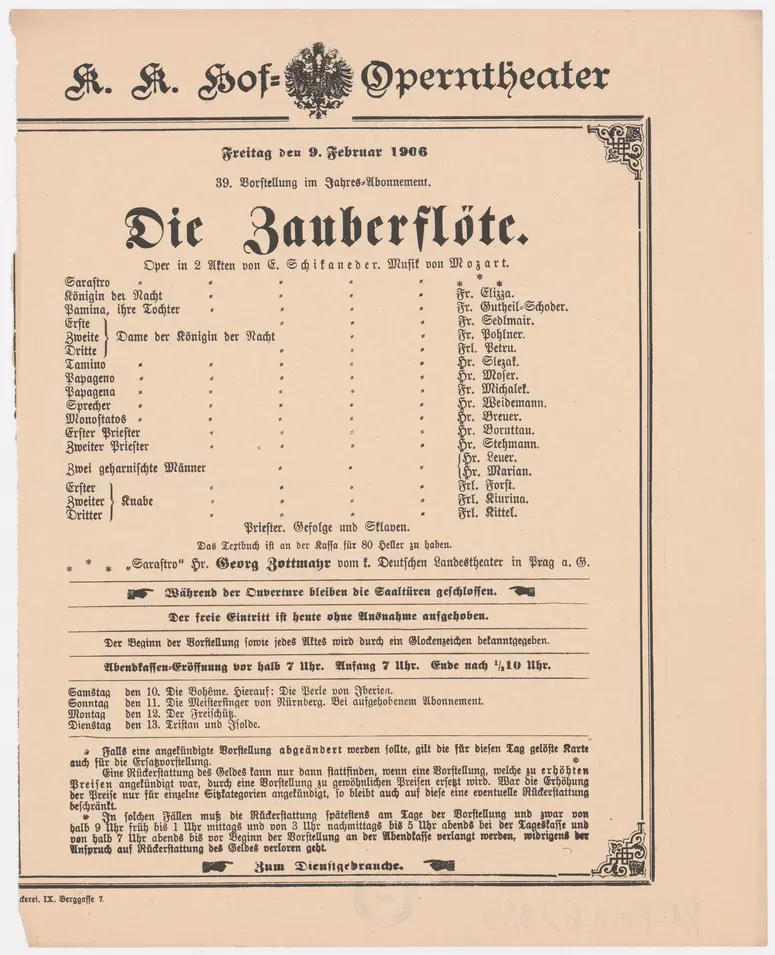 K. K. Hof= Operntheater
Freitag den 9. Februar 1906
39. Vorstellung im Jahres-Abonnement.
Die Zauberflöte.
Oper in 2 Akten von E. Schikaneder. Musik von Mozart.
Sarastro „ „ „ „ „ * * *
Königin der Nacht „ „ „ „ Fr. Elizza.
Pamina, ihre Tochter „ „ „ „ Fr. Gutheil-Schoder.
Erste „ „ „ Fr. Sedlmair.
Zweite } Dame der Königin der Nacht „ „ Fr. Pohlner.
Dritte „ „ „ Frl. Petru.
Tamino „ „ „ „ „ Hr. Slezak.
Papageno „ „ „ „ „ Hr. Moser.
Papagena „ „ „ „ „ Fr. Michalek.
Sprecher „ „ „ „ „ Hr. Weidemann.
Monostatos „ „ „ „ „ Hr. Breuer.
Erster Priester „ „ „ „ Hr. Bornttau.
Zweiter Priester „ „ „ „ Hr. Stehmann.
Zwei geharnischte Männer „ „ „ { Hr. Leuer.
{ Hr. Marian.
Erster „ „ „ „ Frl. Forst.
Zweiter } Knabe „ „ „ „ Frl. Kiurina.
Dritter „ „ „ „ Frl. Kittel.
Priester. Gefolge und Sklaven.
Das Textbuch ist an der Kassa für 80 Heller zu haben.
* * * „Sarastro“ Hr. Georg Zottmayr vom k. Deutschen Landestheater in Prag a. G.
Während der Ouverture bleiben die Saaltüren geschlossen.
Der freie Eintritt ist heute ohne Ausnahme aufgehoben.
Der Beginn der Vorstellung sowie jedes Aktes wird durch ein Glockenzeichen bekanntgegeben.
Abendkassen-Eröffnung vor halb 7 Uhr. Anfang 7 Uhr. Ende nach 1/210 Uhr.
Samstag den 10. Die Bohême. Hierauf: Die Perle von Iberien.
Sonntag den 11. Die Meistersinger von Nürnberg. Bei aufgehobenem Abonnement.
Montag den 12. Der Freischütz.
Dienstag den 13. Tristan und Isolde.
* Falls eine angekündigte Vorstellung abgeändert werden sollte, gilt die für diesen Tag gelöste Karte
auch für die Ersatzvorstellung. *
Eine Rückerstattung des Geldes kann nur dann stattfinden, wenn eine Vorstellung, welche zu erhöhten
Preisen angekündigt war, durch eine Vorstellung zu gewöhnlichen Preisen ersetzt wird. War die Erhöhung
der Preise nur für einzelne Sitzkategorien angekündigt, so bleibt auch auf diese eine eventuelle Rückerstattung
beschränkt.
* In solchen Fällen muß die Rückerstattung spätestens am Tage der Vorstellung und zwar von
halb 9 Uhr früh bis 1 Uhr mittags und von 3 Uhr nachmittags bis 5 Uhr abends bei der Tageskasse und
von halb 7 Uhr abends bis vor Beginn der Vorstellung an der Abendkasse verlangt werden, widrigens der
Anspruch auf Rückerstattung des Geldes verloren geht.
Zum Dienstgebrauche.
ckerei, IX. Berggasse 7.